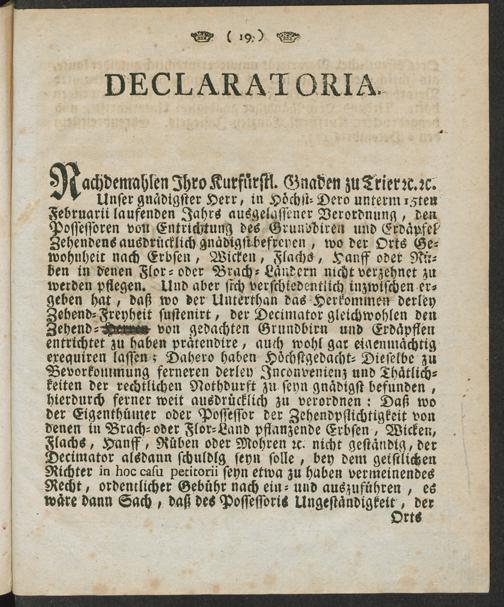 ( 19. )
DECLARATORIA.
Nachdemahlen Ihro Kurfürstl. Gnaden zu Trier ꝛc. ꝛc.
Unser gnädigster Herr, in Höchst-Dero unterm 15ten
Februarii laufenden Jahrs ausgelassener Verordnung, den
Possessoren von Entrichtung des Grundbiren und Erdäpfel
Zehendens ausdrücklich gnädigst befreyen, wo der Orts Ge-
wohnheit nach Erbsen, Wicken, Flachs, Hanff oder Rü-
ben in denen Flor- oder Brach-Ländern nicht verzehnet zu
werden pflegen. Und aber sich verschiedentlich inzwischen er-
geben hat, daß wo der Unterthan das Herkommen derley
Zehend-Freyheit sustenirt, der Decimator gleichwohlen den
Zehend- von gedachten Grundbirn und Erdäpflen
entrichtet zu haben prätendire, auch wohl gar eigenmächtig
exequiren lassen; Dahero haben Höchstgedacht-Dieselbe zu
Bevorkommung ferneren derley Inconvenienz und Thätlich-
keiten der rechtlichen Nothdurft zu seyn gnädigst befunden,
hierdurch ferner weit ausdrücklich zu verordnen: Daß wo
der Eigenthümer oder Possessor der Zehendpflichtigkeit von
denen in Brach- oder Flor-Land pflanzende Erbsen, Wicken,
Flachs, Hanff, Rüben oder Mohren ꝛc. nicht geständig, der
Decimator alsdann schuldig seyn solle, bey dem geistlichen
Richter in hoc casu petitorii seyn etwa zu haben vermeinendes
Recht, ordentlicher Gebühr nach ein- und auszuführen, es
wäre dann Sach, daß des Possessoris Ungeständigkeit, der
Orts